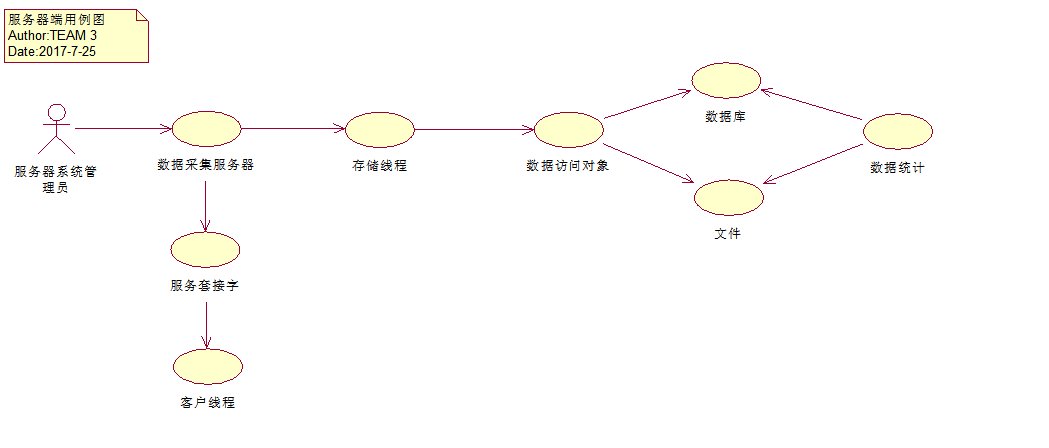 服务器端用例图
Author:TEAM 3
Date:2017-7-25
数据库
数据采集服务器
存储线程
数据访问对象
数据统计
服务器系统管
理员
文件
服务套接字
客户线程